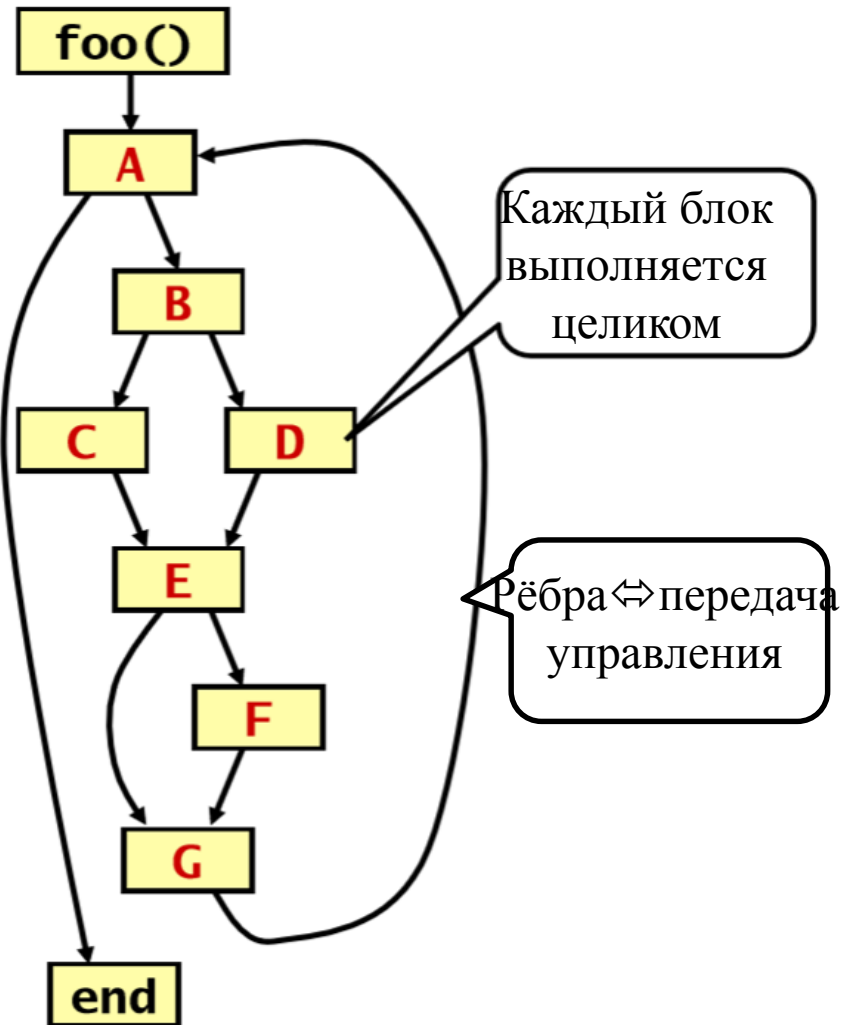 foo()
A
Каждый блок
выполняется
целиком
B
C
D
E
Рёбра⇔передача
управления
F
G
end